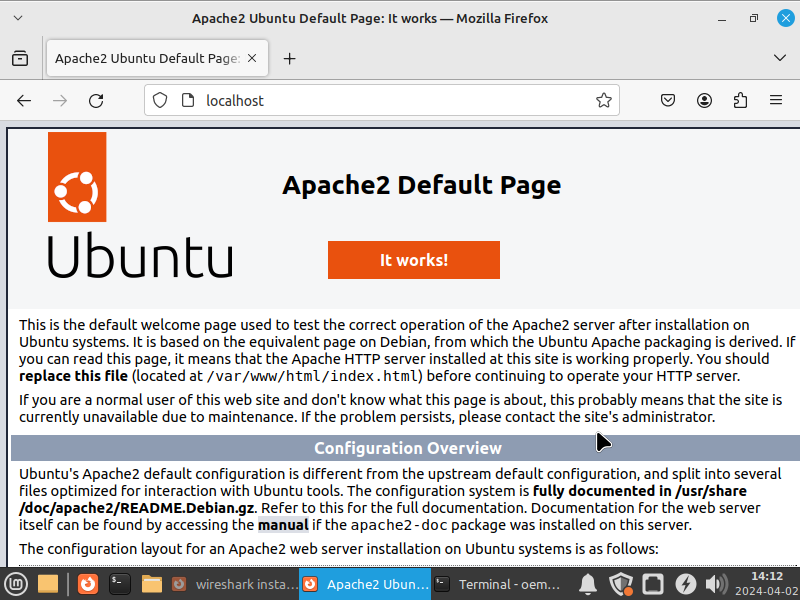 Apache2 Ubuntu Default Page: It works — Mozilla Firefox
Apache2 Ubuntu Default Page:
localhost
Apache2 Default Page
Ubuntu
It works!
This is the default welcome page used to test the correct operation of the Apache2 server after installation on
Ubuntu systems. It is based on the equivalent page on Debian, from which the Ubuntu Apache packaging is derived. If
you can read this page, it means that the Apache HTTP server installed at this site is working properly. You should
replace this file (located at /var/www/html/index.html) before continuing to operate your HTTP server.
If you are a normal user of this web site and don't know what this page is about, this probably means that the site is
currently unavailable due to maintenance. If the problem persists, please contact the site's administrator.
Configuration Overview
Ubuntu's Apache2 default configuration is different from the upstream default configuration, and split into several
files optimized for interaction with Ubuntu tools. The configuration system is fully documented in /usr/share
/doc/apache2/README.Debian.gz. Refer to this for the full documentation. Documentation for the web server
itself can be found by accessing the manual if the apache2-doc package was installed on this server.
The configuration layout for an Apache2 web server installation on Ubuntu systems is as follows:
wireshark insta...
Apache2 Ubun...
Terminal - oem...
14:12
2024-04-02